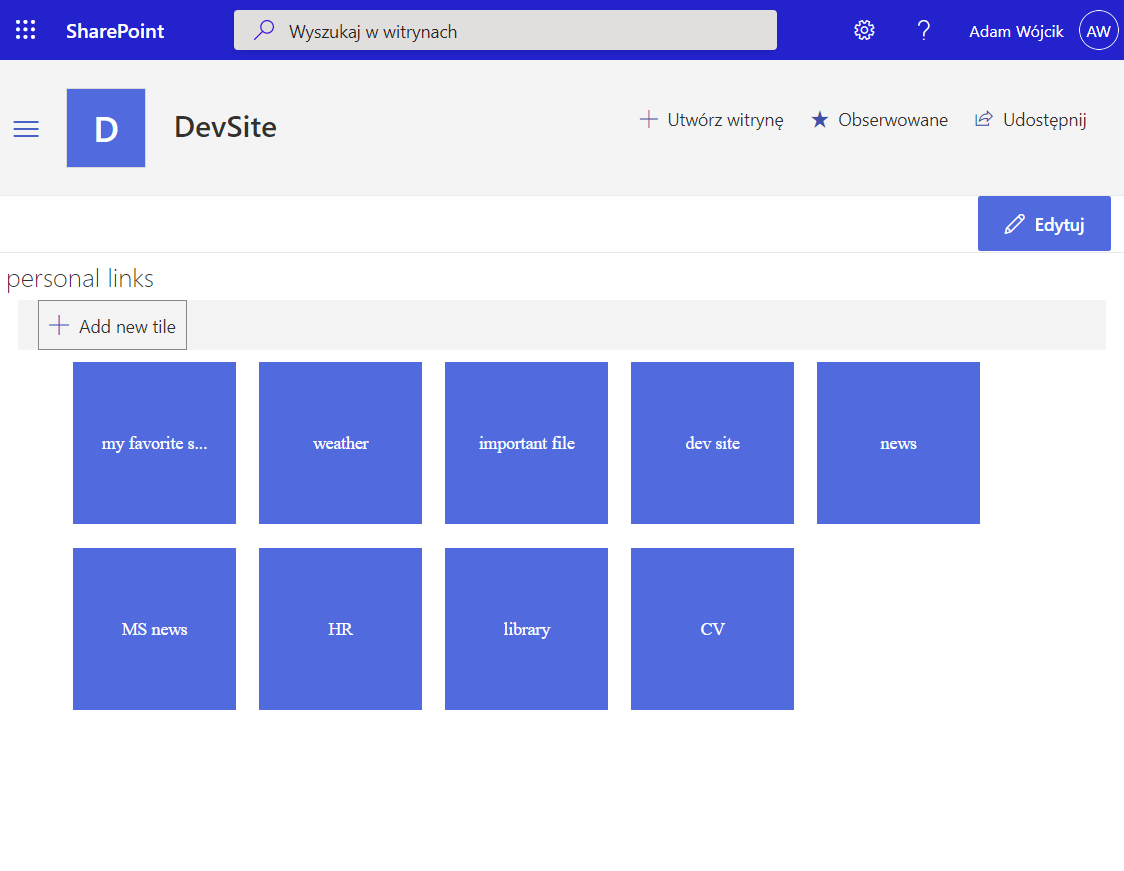 SharePoint
Wyszukaj w witrynach
?
Adam Wójcik
AW
D
DevSite
Utwórz witrynę
Obserwowane
Udostępnij
Edytuj
personal links
Add new tile
my favorite s...
weather
important file
dev site
news
MS news
HR
library
CV